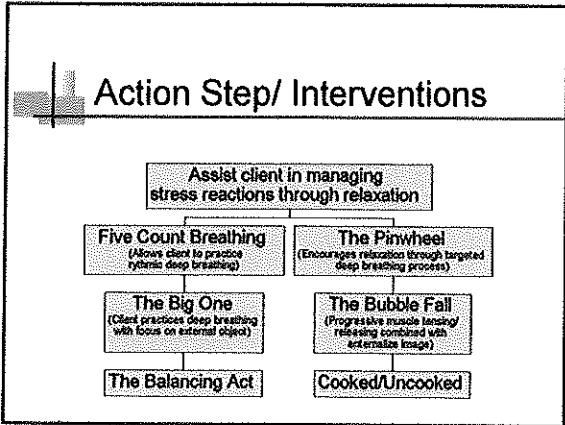 Action Step/ Interventions
Assist client in managing
stress reactions through relaxation
Five Count Breathing
(Allows client to practice
rythmic deep breathing)
The Pinwheel
(Encourages relaxation through targeted
deep breathing process)
The Big One
(Client practices deep breathing
with focus on external object)
The Bubble Fall
(Progressive muscle tensing/
releasing combined with
externalize image)
The Balancing Act
Cooked/Uncooked